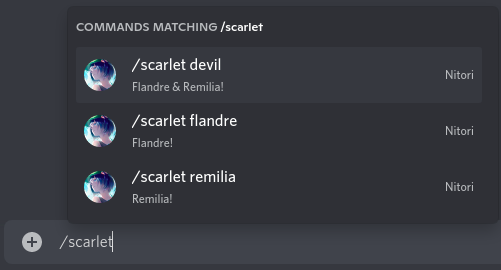 COMMANDS MATCHING /scarlet
/scarlet devil
Flandre & Remilia!
Nitori
/scarlet flandre
Flandre!
Nitori
/scarlet remilia
Remilia!
Nitori
/scarlet